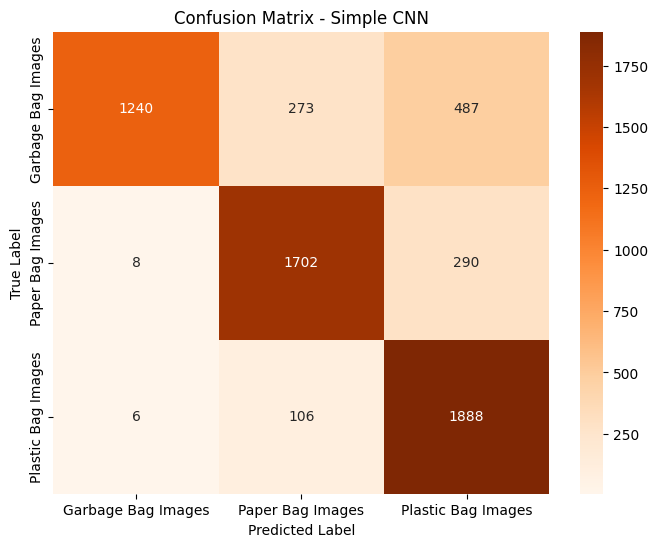 Confusion Matrix - Simple CNN
True Label
Garbage Bag Images
1240 273 487
Paper Bag Images
8 1702 290
Plastic Bag Images
6 106 1888
Garbage Bag Images Paper Bag Images Plastic Bag Images
Predicted Label
1750
1500
1250
1000
750
500
250